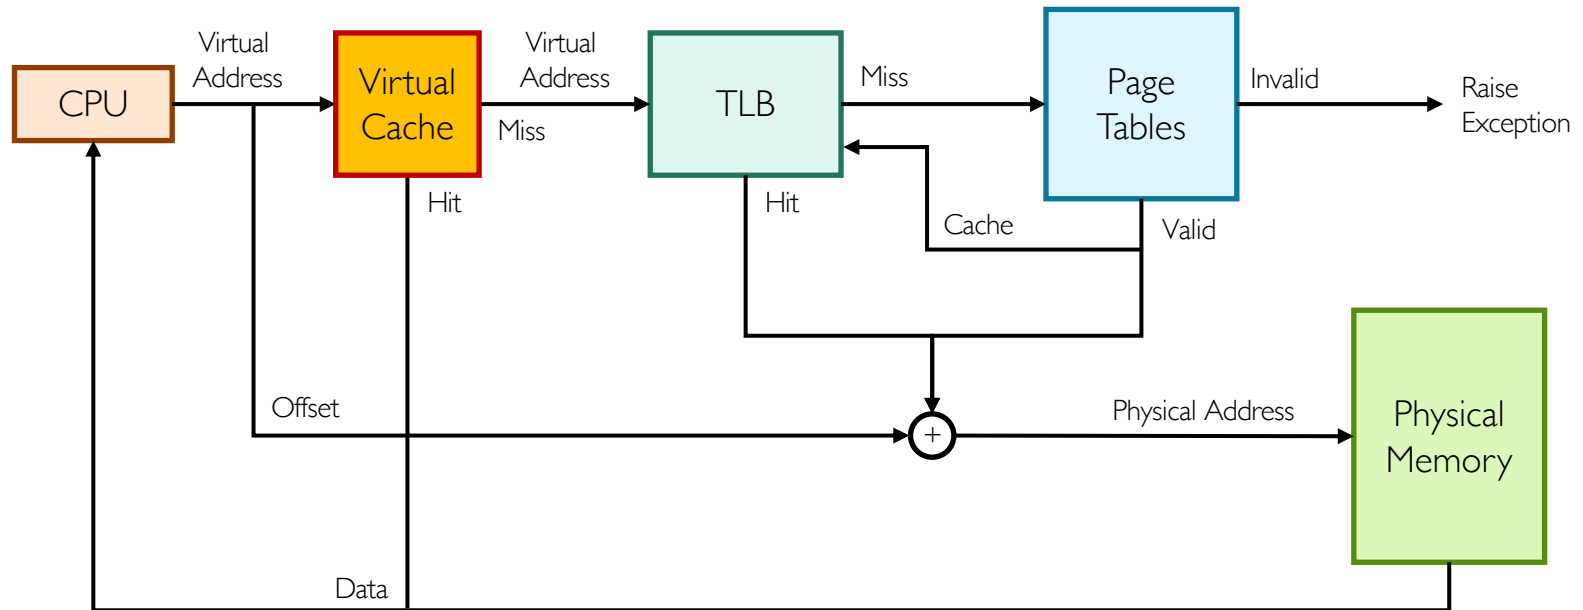 Virtual
Address
Virtual
Address
CPU
Virtual
Cache
Miss
Hit
TLB
Miss
Hit
Page
Tables
Invalid
Raise
Exception
Cache
Valid
Offset
+
Physical Address
Physical
Memory
Data